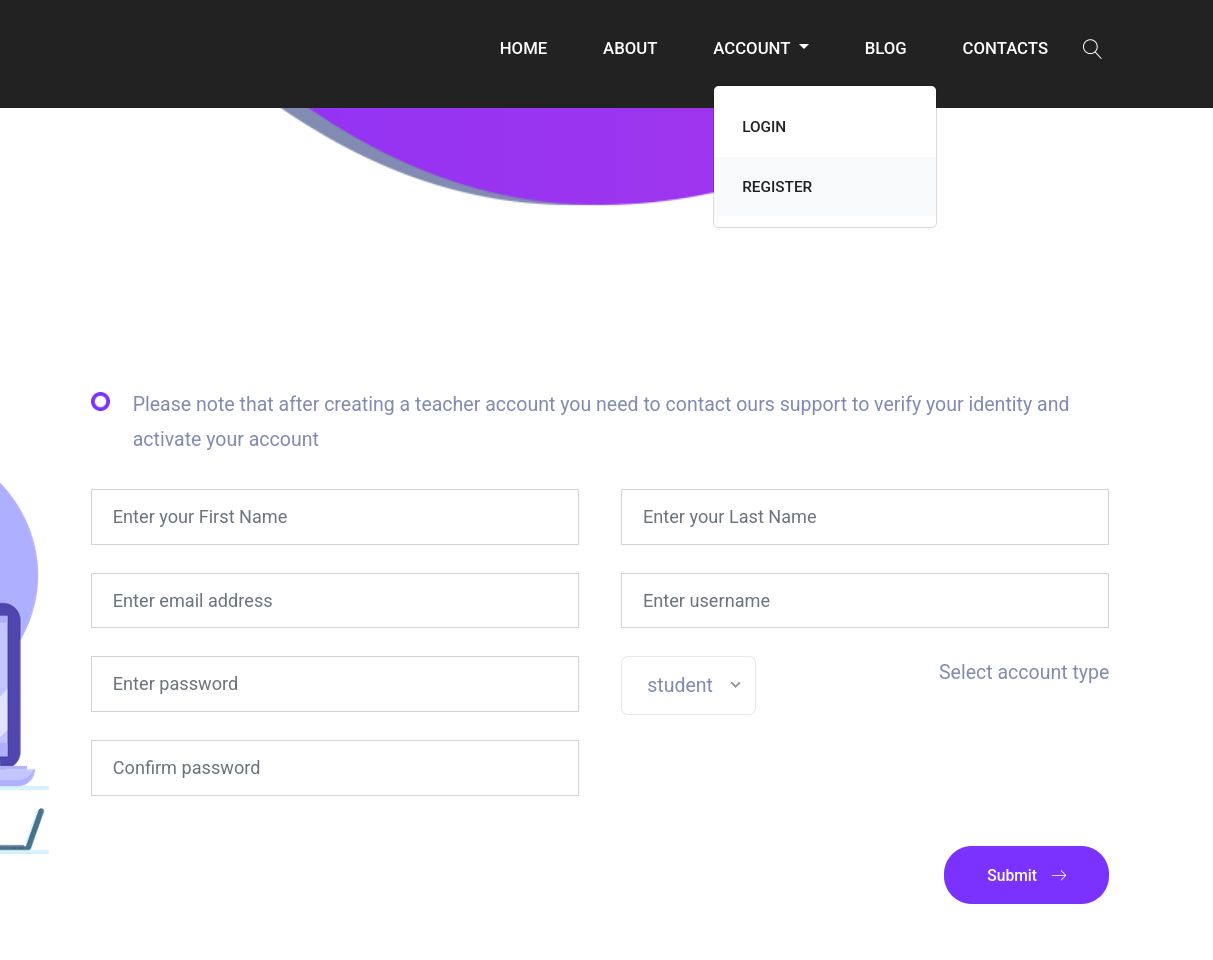 HOME ABOUT ACCOUNT BLOG CONTACTS
LOGIN
REGISTER
Please note that after creating a teacher account you need to contact ours support to verify your identity and
activate your account
Enter your First Name Enter your Last Name
Enter email address Enter username
Enter password student Select account type
Confirm password
Submit